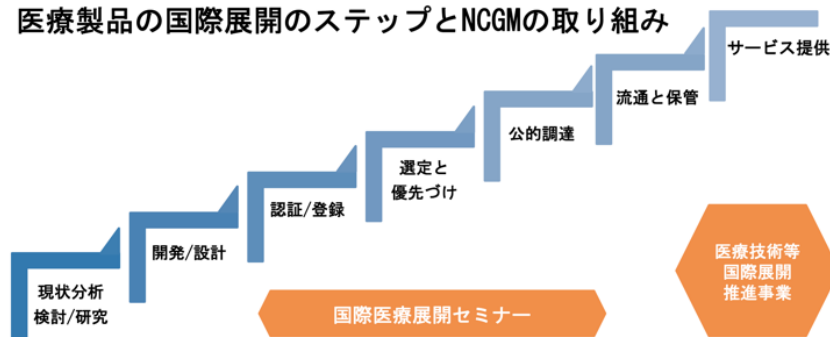 医療製品の国際展開のステップとNCGMの取り組み
現状分析
検討/研究
開発/設計
認証/登録
選定と
優先づけ
公的調達
流通と保管
サービス提供
国際医療展開セミナー
医療技術等
国際展開
推進事業